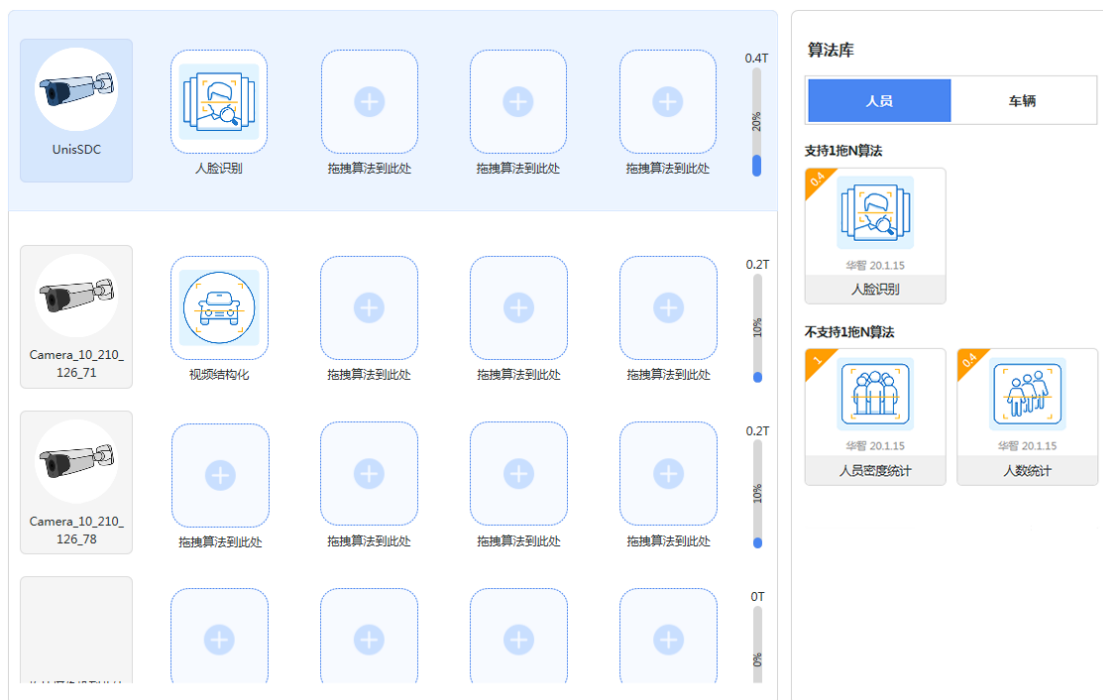 UnisSDC
人脸识别
拖拽算法到此处
拖拽算法到此处
拖拽算法到此处
0.4T
20%
Camera_10_210_
126_71
视频结构化
拖拽算法到此处
拖拽算法到此处
拖拽算法到此处
0.2T
10%
Camera_10_210_
126_78
拖拽算法到此处
拖拽算法到此处
拖拽算法到此处
拖拽算法到此处
0.2T
10%
0T
0%
算法库
人员
车辆
支持1拖N算法
0.4
华智 20.1.15
人脸识别
不支持1拖N算法
1
华智 20.1.15
人员密度统计
0.4
华智 20.1.15
人数统计